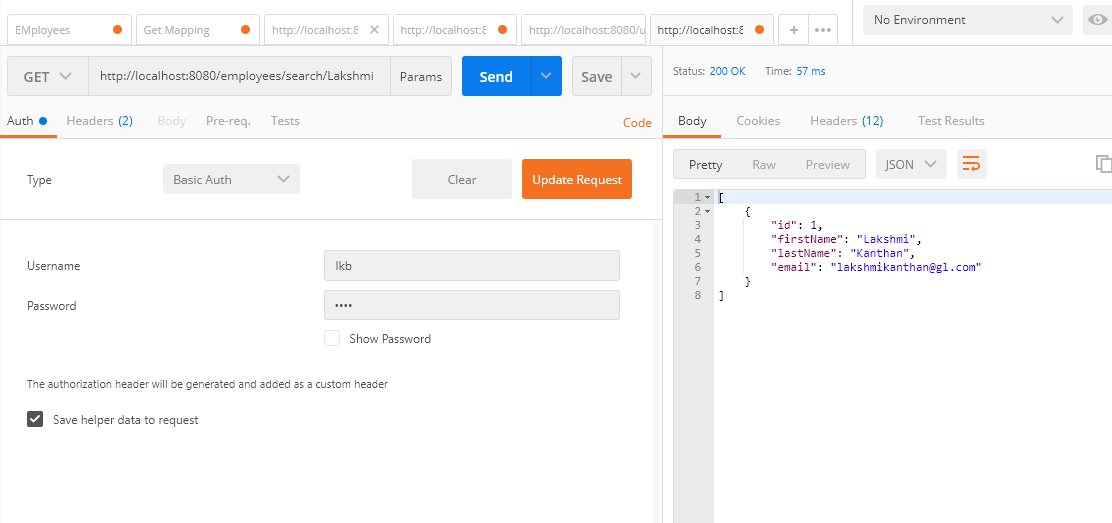 EMployees
Get Mapping
http://localhost:8
http://localhost:8
http://localhost:8080/u
http://localhost:8
No Environment
GET
http://localhost:8080/employees/search/Lakshmi
Params
Send
Save
Status: 200 OK Time: 57 ms
Auth
Headers (2)
Body
Pre-req.
Tests
Code
Body
Cookies
Headers (12)
Test Results
Type
Basic Auth
Clear
Update Request
Pretty
Raw
Preview
JSON
Username
lkb
Password
••••
Show Password
The authorization header will be generated and added as a custom header
Save helper data to request
1 [
2 {
3 "id": 1,
4 "firstName": "Lakshmi",
5 "lastName": "Kanthan",
6 "email": "lakshmikanthan@gl.com"
7 }
8 ]